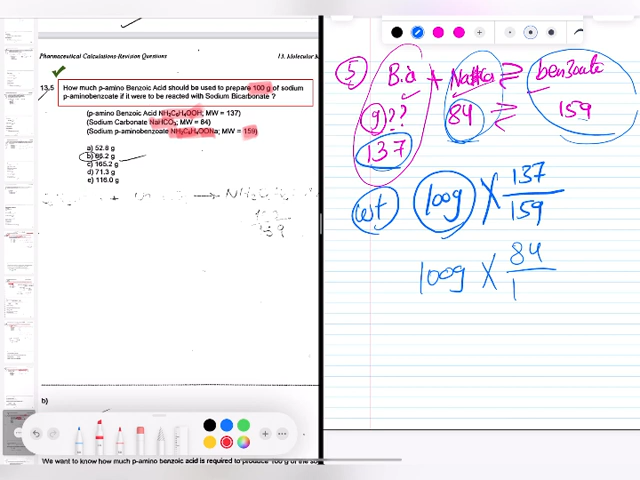 Pharmaceutical Calculations Revision Questions
13. Molecular
13.5 How much p-amino Benzoic Acid should be used to prepare 100 g of sodium
p-aminobenzoate if it were to be reacted with Sodium Bicarbonate ?
(p-amino Benzoic Acid NH₂C₆H₄OOH; MW = 137)
(Sodium Carbonate NaHCO₃; MW = 84)
(Sodium p-aminobenzoate NH₂C₆H₄OONa; MW = 159)
a) 52.8 g
b) 86.2 g
c) 165.2 g
d) 71.3 g
e) 116.0 g
b)
We want to know how much p-amino benzoic acid is required to produce 100 g of the
5 B.a + ⇌ benzoate
g?? 84 ⇌ 159
137
wt 100g × 137
159
100g × 84
1